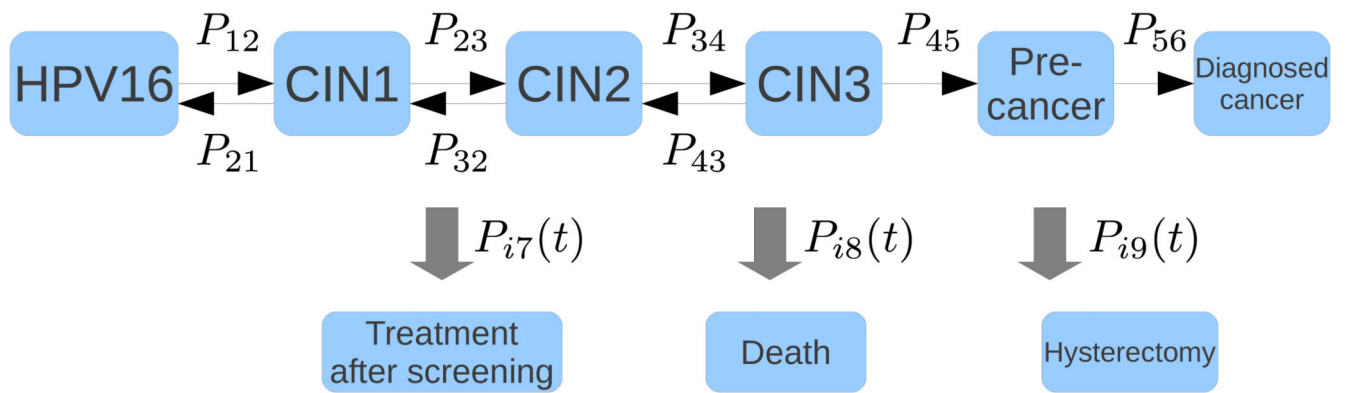 P12 P23 P34 P45 P56
HPV16 CIN1 CIN2 CIN3 Pre-
cancer Diagnosed
cancer
P21 P32 P43
Pi7(t) Pi8(t) Pi9(t)
Treatment
after screening
Death
Hysterectomy